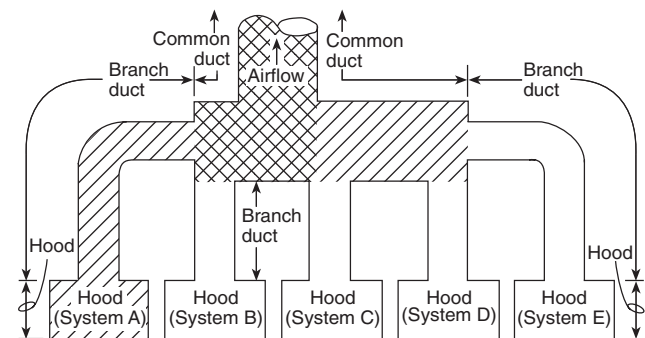 Common
duct
Common
duct
Airflow
Branch
duct
Branch
duct
Branch
duct
Hood
Hood
Hood
(System A)
Hood
(System B)
Hood
(System C)
Hood
(System D)
Hood
(System E)